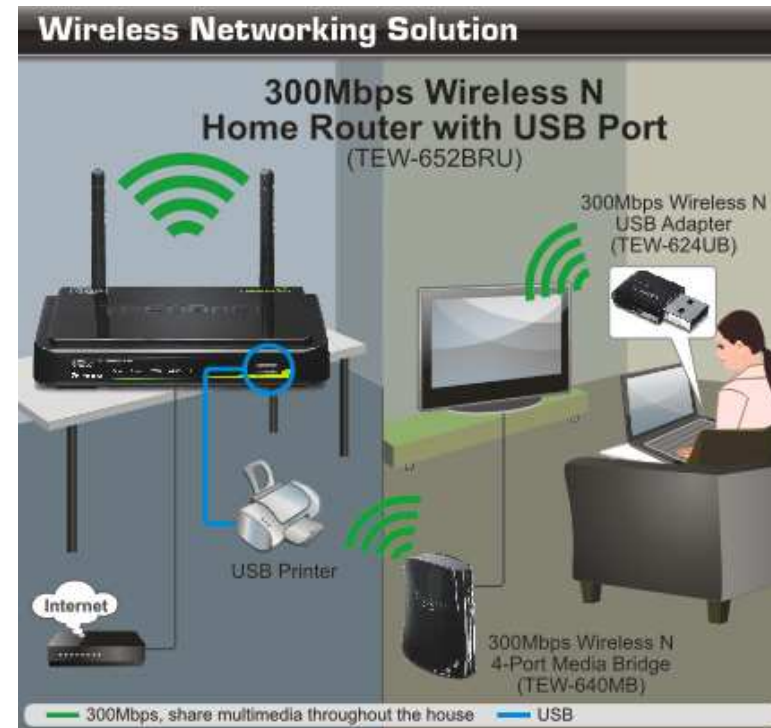 Wireless Networking Solution
300Mbps Wireless N
Home Router with USB Port
(TEW-652BRU)
300Mbps Wireless N
USB Adapter
(TEW-624UB)
USB Printer
Internet
300Mbps Wireless N
4-Port Media Bridge
(TEW-640MB)
300Mbps, share multimedia throughout the house
USB